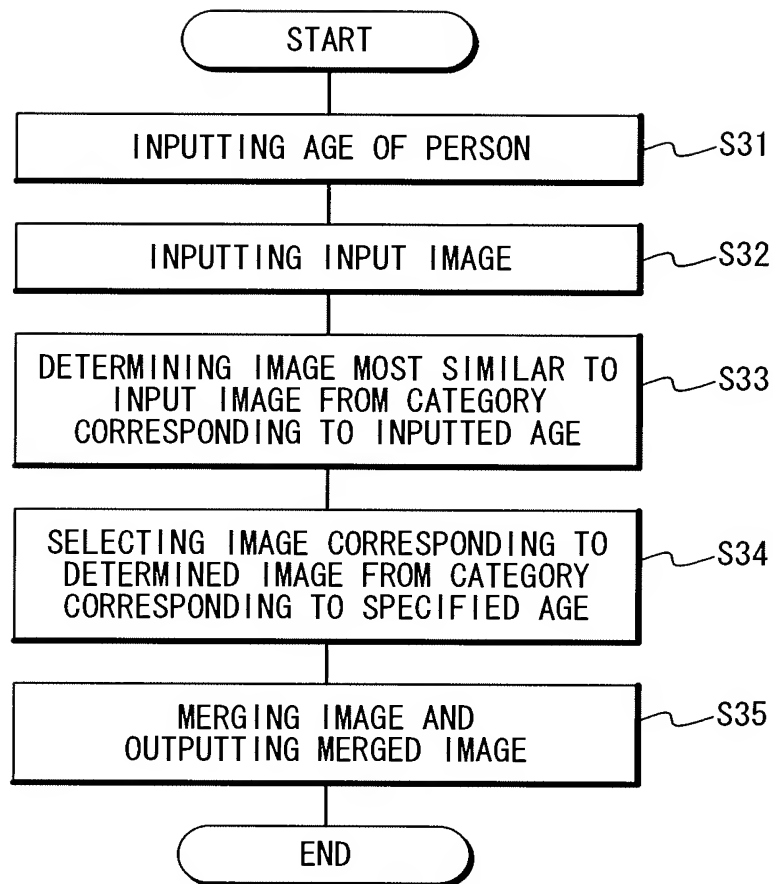 START
INPUTTING AGE OF PERSON
S31
INPUTTING INPUT IMAGE
S32
DETERMINING IMAGE MOST SIMILAR TO
INPUT IMAGE FROM CATEGORY
CORRESPONDING TO INPUTTED AGE
S33
SELECTING IMAGE CORRESPONDING TO
DETERMINED IMAGE FROM CATEGORY
CORRESPONDING TO SPECIFIED AGE
S34
MERGING IMAGE AND
OUTPUTTING MERGED IMAGE
S35
END